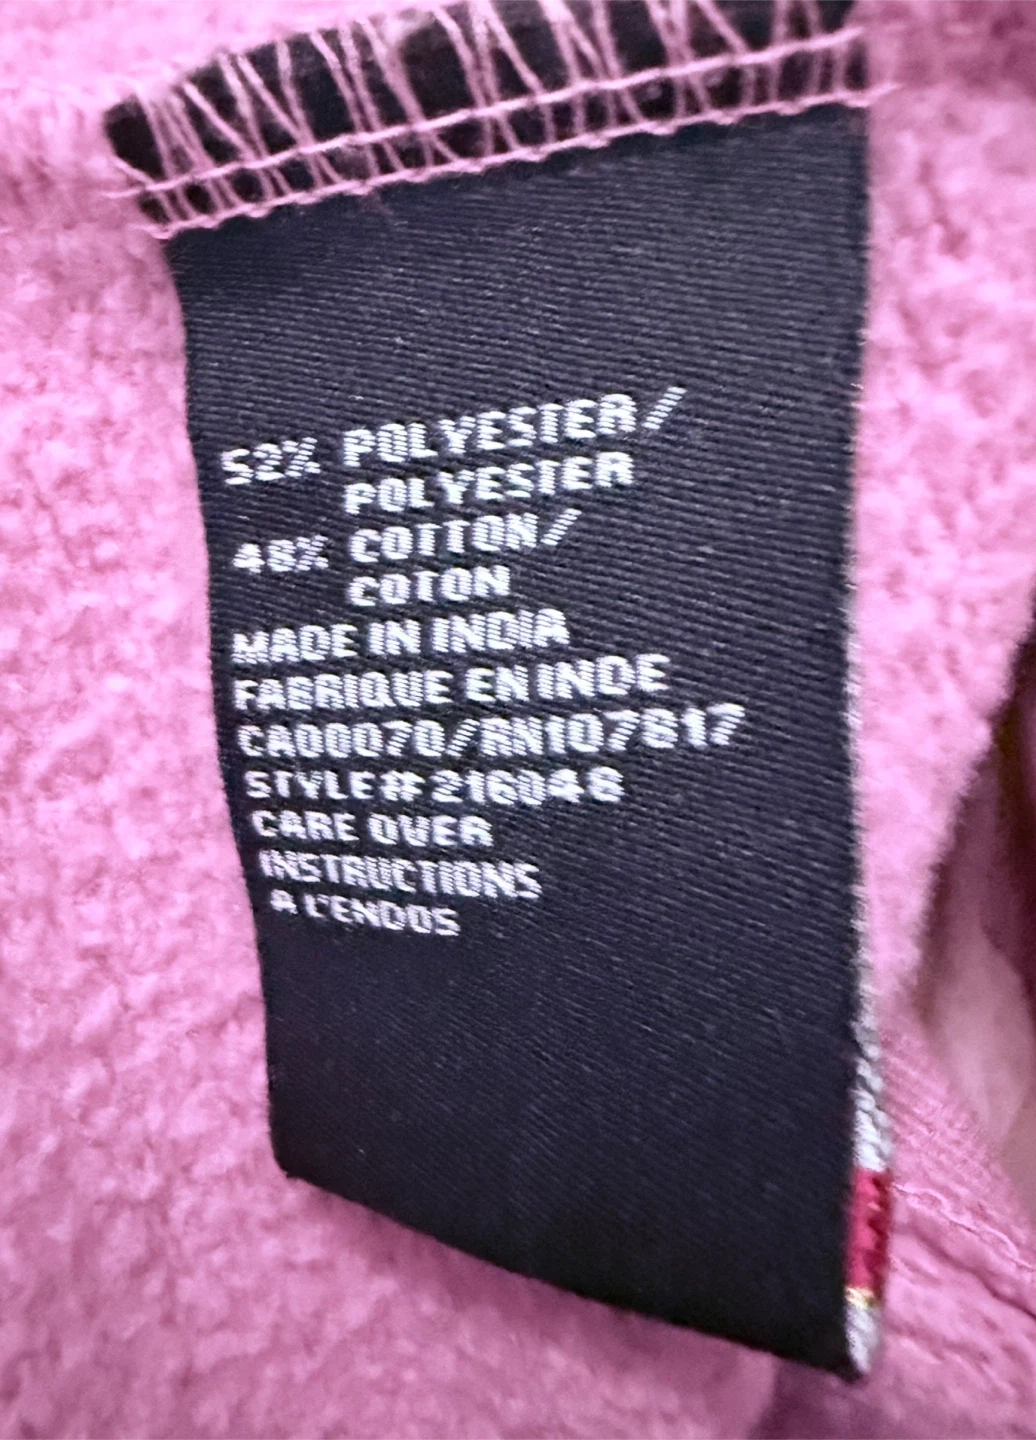 52% POLYESTER/
POLYESTER
48% COTTON/
COTON
MADE IN INDIA
FABRIQUE EN INDE
CA00070/RN107817
STYLE# 216046
CARE OVER
INSTRUCTIONS
A L'ENDOS